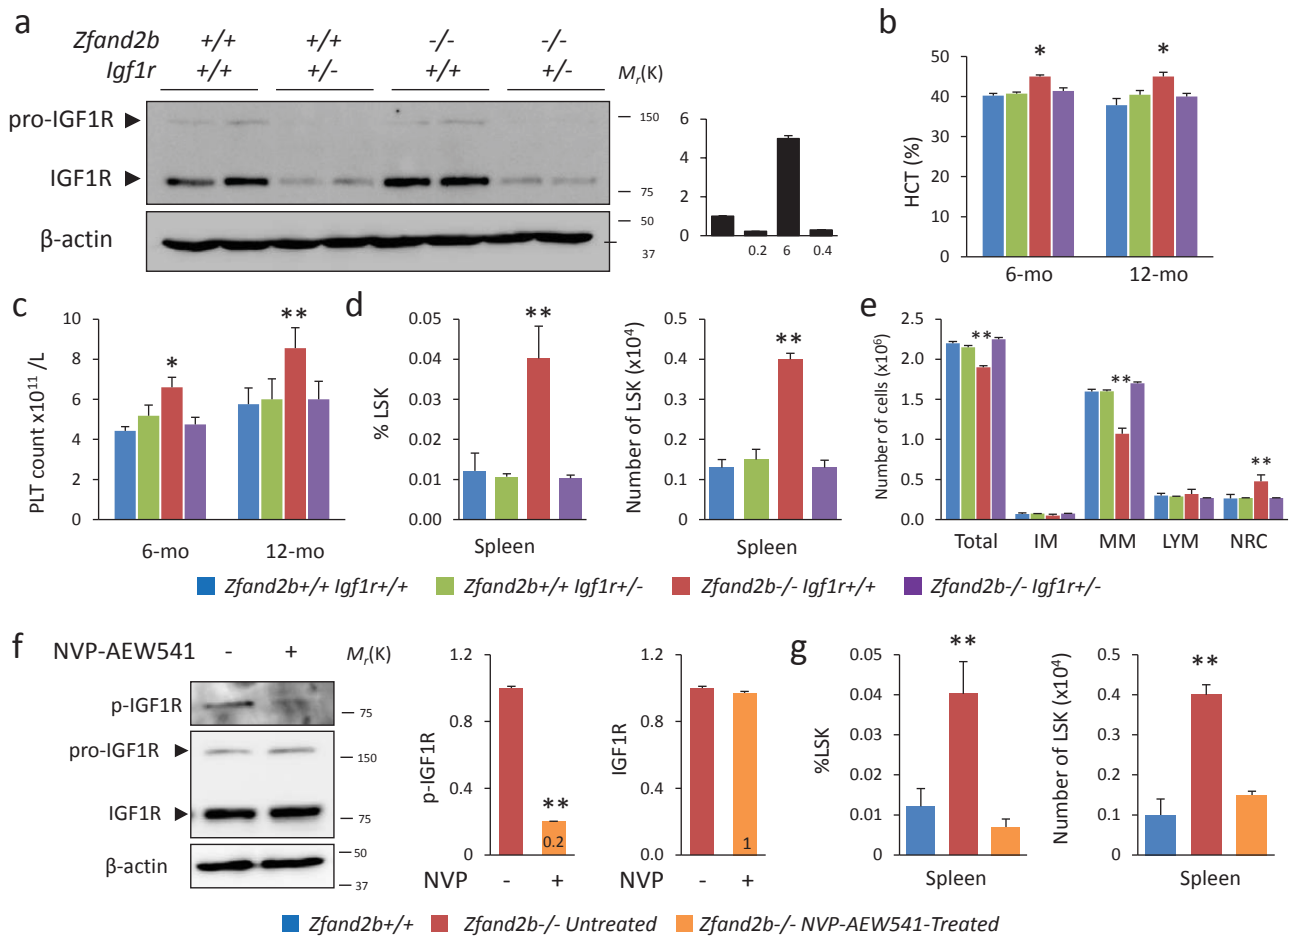 a
Zfand2b +/+ +/+ -/- -/-
Igf1r +/+ +/- +/+ +/- Mr(K)
pro-IGF1R
150
IGF1R
75
β-actin
50
37
6
4
2
0
0.2 6 0.4
b
HCT (%)
50
40
30
20
10
0
* *
6-mo 12-mo
c
PLT count x10¹¹ /L
10
8
6
4
2
0
* **
6-mo 12-mo
d
% LSK
0.05
0.04
0.03
0.02
0.01
0.00
**
Spleen
Number of LSK (x10⁴)
0.5
0.4
0.3
0.2
0.1
0
**
Spleen
e
Number of cells (x10⁶)
2.5
2.0
1.5
1.0
0.5
0.0
** ** **
Total IM MM LYM NRC
Zfand2b+/+ Igf1r+/+ Zfand2b+/+ Igf1r+/- Zfand2b-/- Igf1r+/+ Zfand2b-/- Igf1r+/-
f
NVP-AEW541 - + Mr(K)
p-IGF1R
75
pro-IGF1R
150
IGF1R
75
β-actin
50
37
p-IGF1R
1.2
0.8
0.4
0.0
**
0.2
NVP - +
IGF1R
1.2
0.8
0.4
0.0
1
NVP - +
g
%LSK
0.05
0.04
0.03
0.02
0.01
0
**
Spleen
Number of LSK (x10⁴)
0.5
0.4
0.3
0.2
0.1
0
**
Spleen
Zfand2b+/+ Zfand2b-/- Untreated Zfand2b-/- NVP-AEW541-Treated